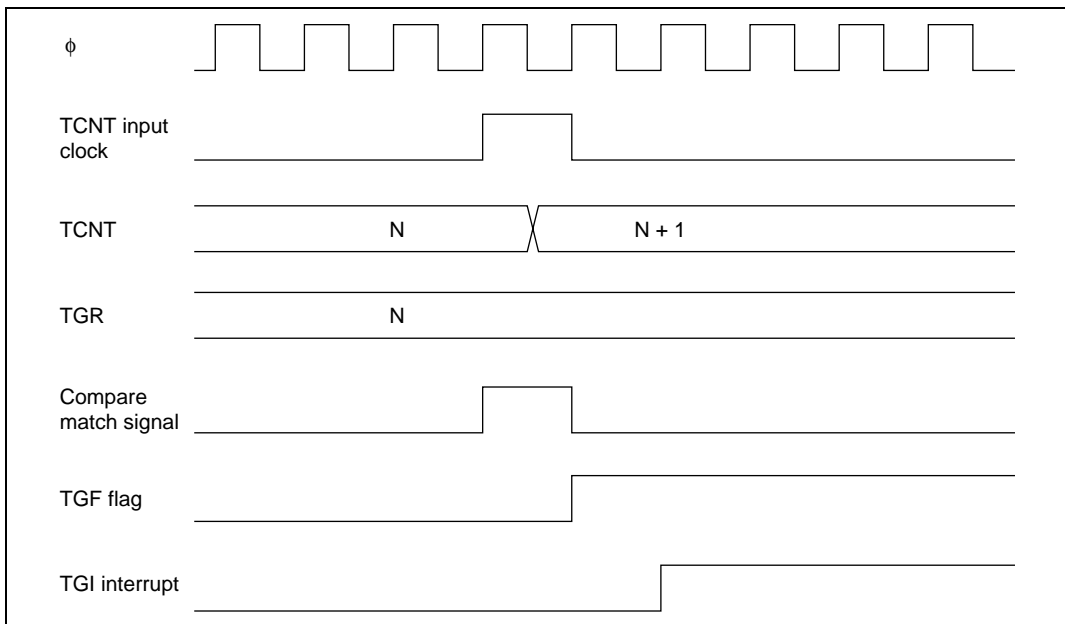 ϕ
TCNT input
clock
TCNT
N
N + 1
TGR
N
Compare
match signal
TGF flag
TGI interrupt